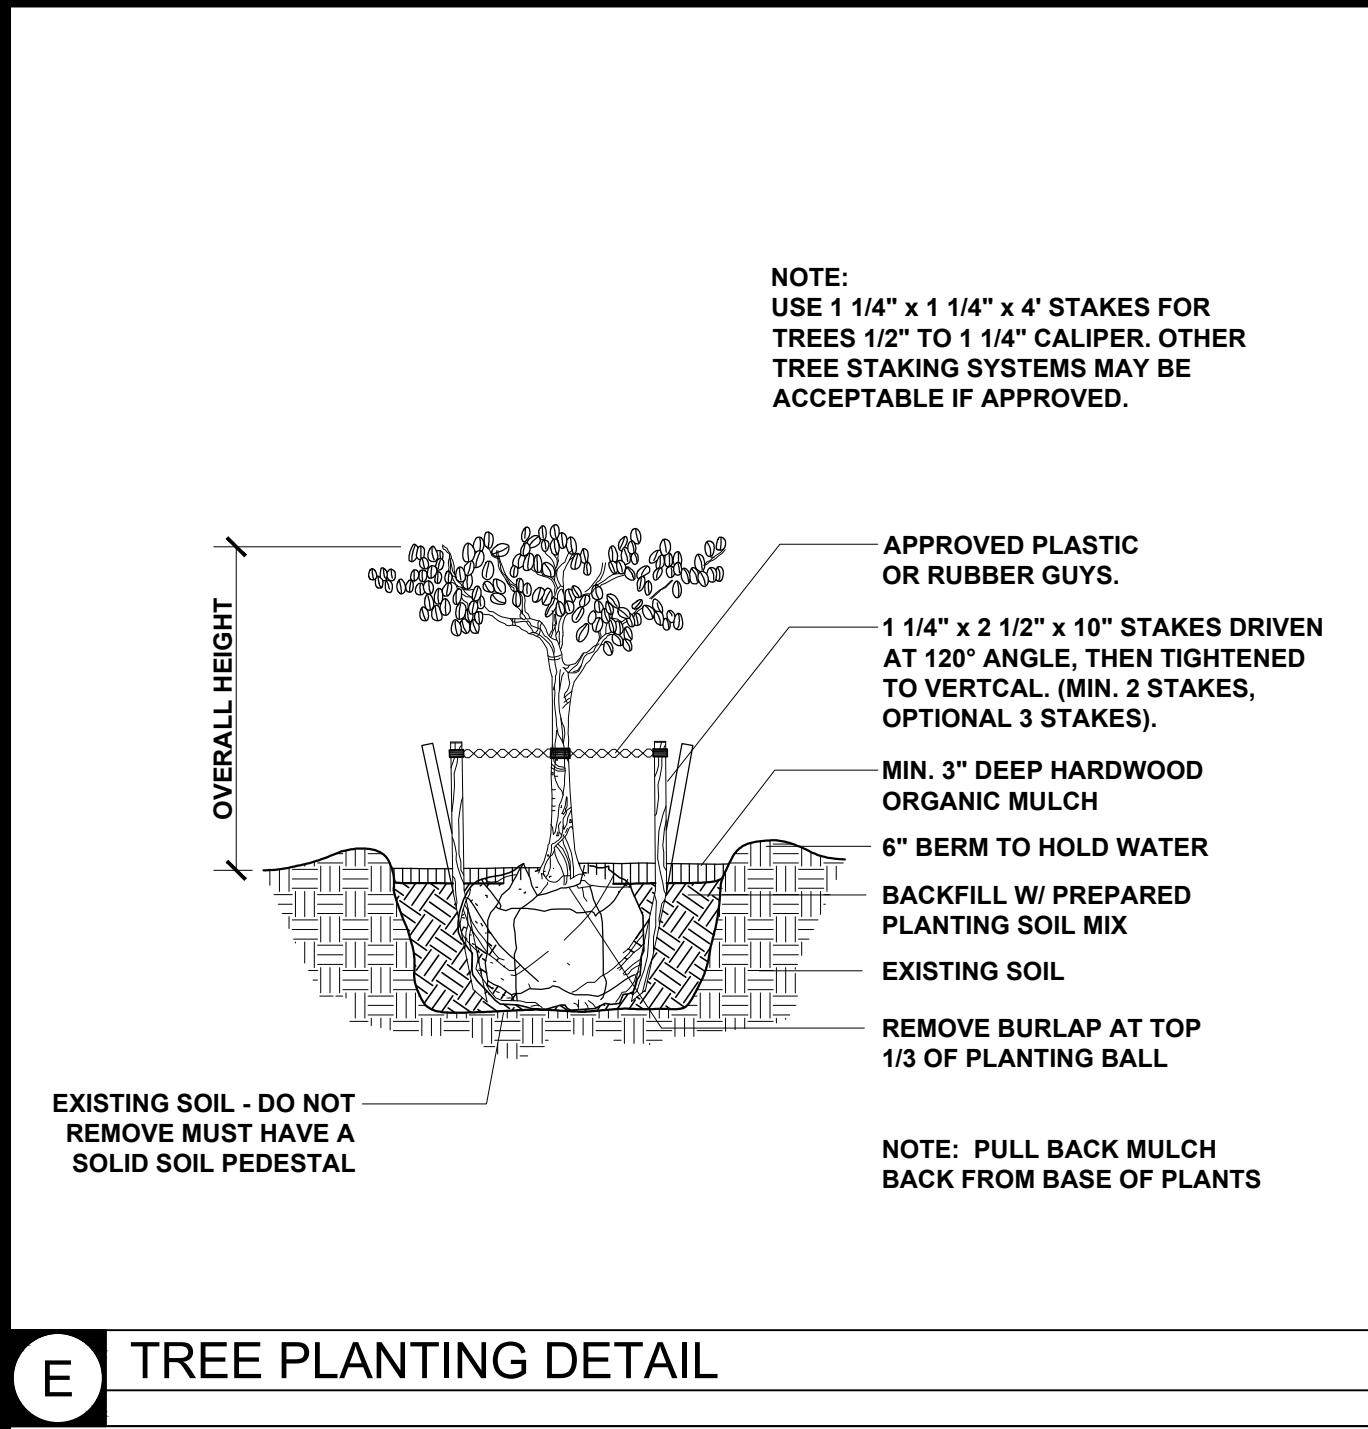 NOTE:
USE 1 1/4" x 1 1/4" x 4' STAKES FOR
TREES 1/2" TO 1 1/4" CALIPER. OTHER
TREE STAKING SYSTEMS MAY BE
ACCEPTABLE IF APPROVED.
OVERALL HEIGHT
APPROVED PLASTIC
OR RUBBER GUYS.
1 1/4" x 2 1/2" x 10" STAKES DRIVEN
AT 120° ANGLE, THEN TIGHTENED
TO VERTCAL. (MIN. 2 STAKES,
OPTIONAL 3 STAKES).
MIN. 3" DEEP HARDWOOD
ORGANIC MULCH
6" BERM TO HOLD WATER
BACKFILL W/ PREPARED
PLANTING SOIL MIX
EXISTING SOIL
REMOVE BURLAP AT TOP
1/3 OF PLANTING BALL
EXISTING SOIL - DO NOT
REMOVE MUST HAVE A
SOLID SOIL PEDESTAL
NOTE:  PULL BACK MULCH
BACK FROM BASE OF PLANTS
E
TREE PLANTING DETAIL